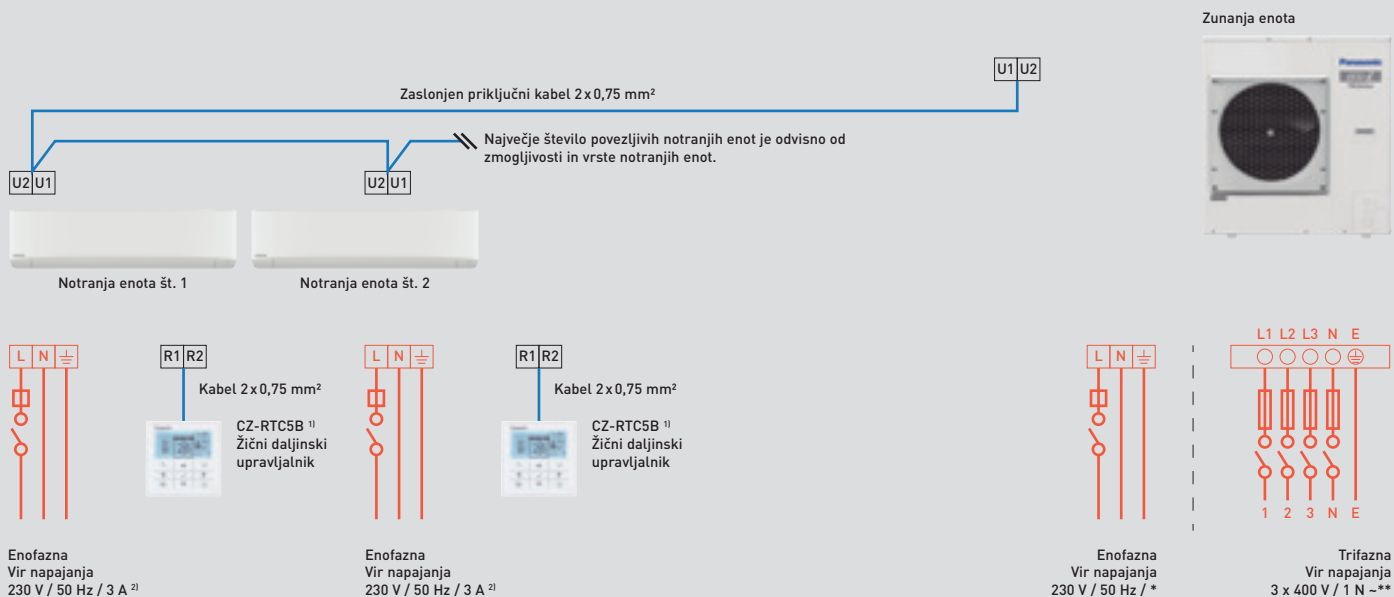 Zunanja enota
Panasonic
U1 U2
Zaslonjen priključni kabel 2 x 0,75 mm²
Največje število povezljivih notranjih enot je odvisno od
zmogljivosti in vrste notranjih enot.
U2 U1
U2 U1
Notranja enota št. 1
Notranja enota št. 2
L N
R1 R2
Kabel 2 x 0,75 mm²
CZ-RTC5B ¹⁾
Žični daljinski
upravljalnik
L N
R1 R2
Kabel 2 x 0,75 mm²
CZ-RTC5B ¹⁾
Žični daljinski
upravljalnik
L N
L1 L2 L3 N E
1 2 3 N E
Enofazna
Vir napajanja
230 V / 50 Hz / 3 A ²⁾
Enofazna
Vir napajanja
230 V / 50 Hz / 3 A ²⁾
Enofazna
Vir napajanja
230 V / 50 Hz / *
Trifazna
Vir napajanja
3 x 400 V / 1 N ~**